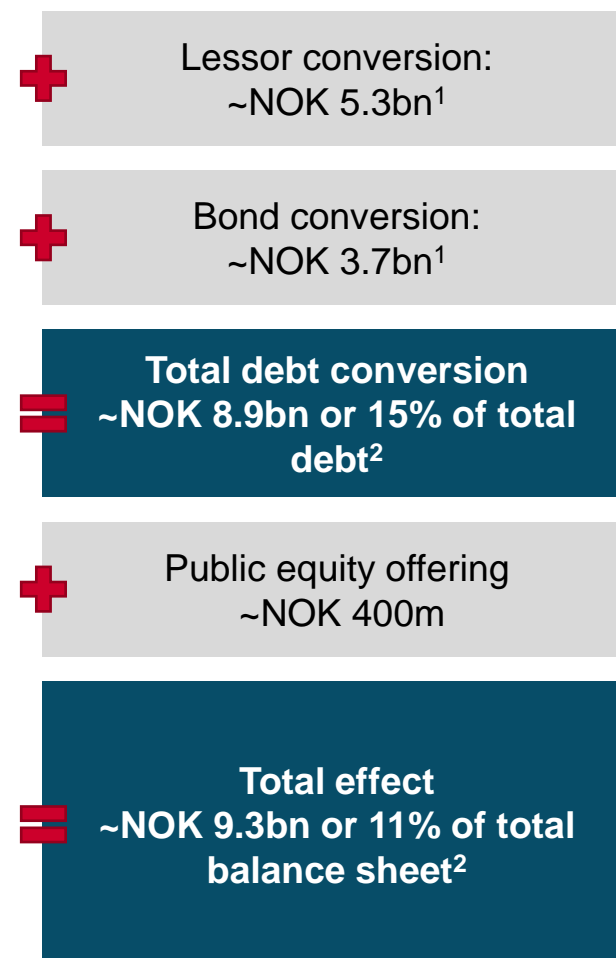 Lessor conversion:
~NOK 5.3bn¹
Bond conversion:
~NOK 3.7bn¹
Total debt conversion
~NOK 8.9bn or 15% of total
debt²
Public equity offering
~NOK 400m
Total effect
~NOK 9.3bn or 11% of total
balance sheet²